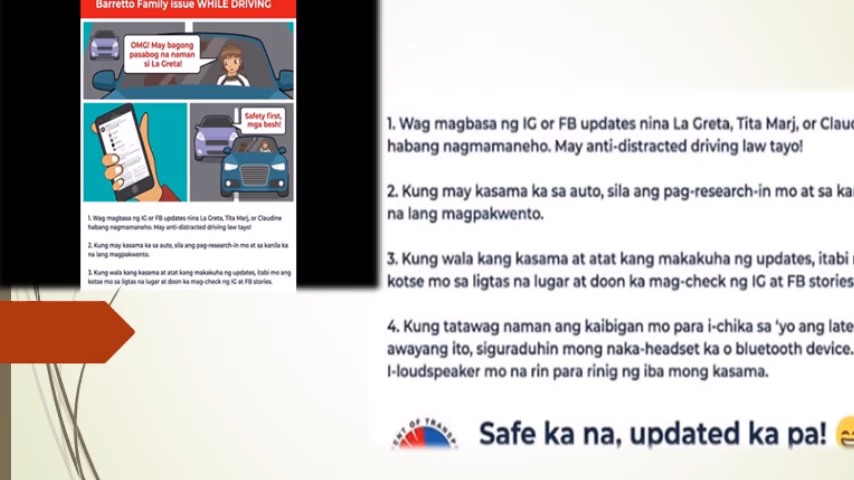 Barretto Family issue WHILE DRIVING
OMG! May bagong
pasabog na naman
si La Greta!
Safety first,
mga besh!
1. Wag magbasa ng IG or FB updates nina La Greta, Tita Marj, or Claudine
habang nagmamaneho. May anti-distracted driving law tayo!
2. Kung may kasama ka sa auto, sila ang pag-research-in mo at sa kanila ka
na lang magpakwento.
3. Kung wala kang kasama at atat kang makakuha ng updates, itabi mo ang
kotse mo sa ligtas na lugar at doon ka mag-check ng IG at FB stories.
1. Wag magbasa ng IG or FB updates nina La Greta, Tita Marj, or Clau
habang nagmamaneho. May anti-distracted driving law tayo!
2. Kung may kasama ka sa auto, sila ang pag-research-in mo at sa ka
na lang magpakwento.
3. Kung wala kang kasama at atat kang makakuha ng updates, itabi
kotse mo sa ligtas na lugar at doon ka mag-check ng IG at FB stories
4. Kung tatawag naman ang kaibigan mo para i-chika sa 'yo ang late
awayang ito, siguraduhin mong naka-headset ka o bluetooth device.
I-loudspeaker mo na rin para rinig ng iba mong kasama.
ENT OF TRANSP
Safe ka na, updated ka pa!